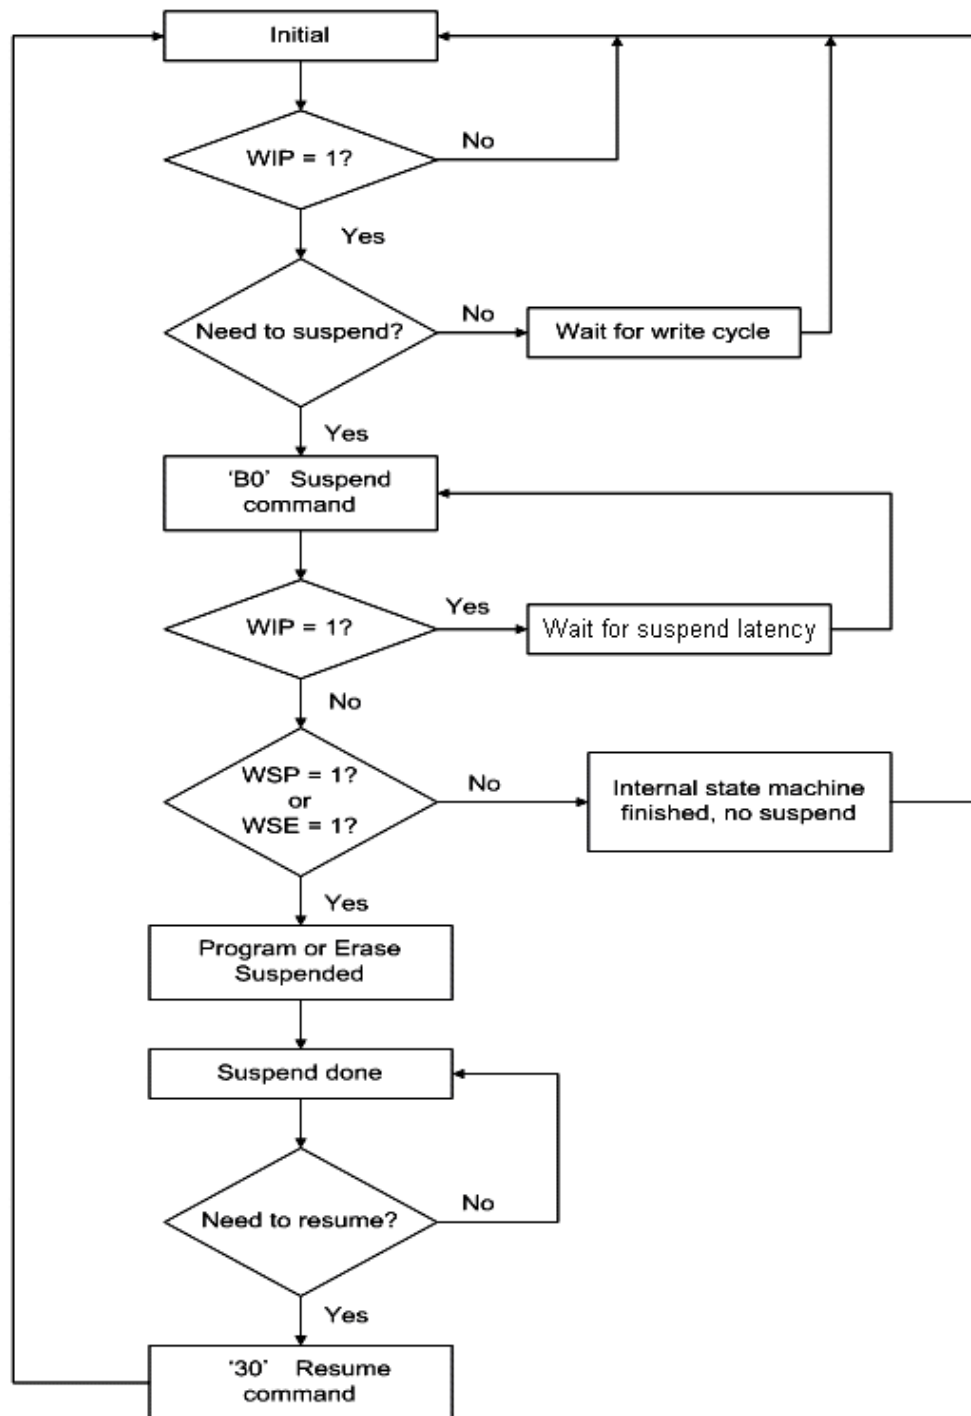 Initial
WIP = 1?
No
Yes
Need to suspend?
No
Wait for write cycle
Yes
‘B0’ Suspend
command
WIP = 1?
Yes
Wait for suspend latency
No
WSP = 1?
or
WSE = 1?
No
Internal state machine
finished, no suspend
Yes
Program or Erase
Suspended
Suspend done
Need to resume?
No
Yes
‘30’ Resume
command